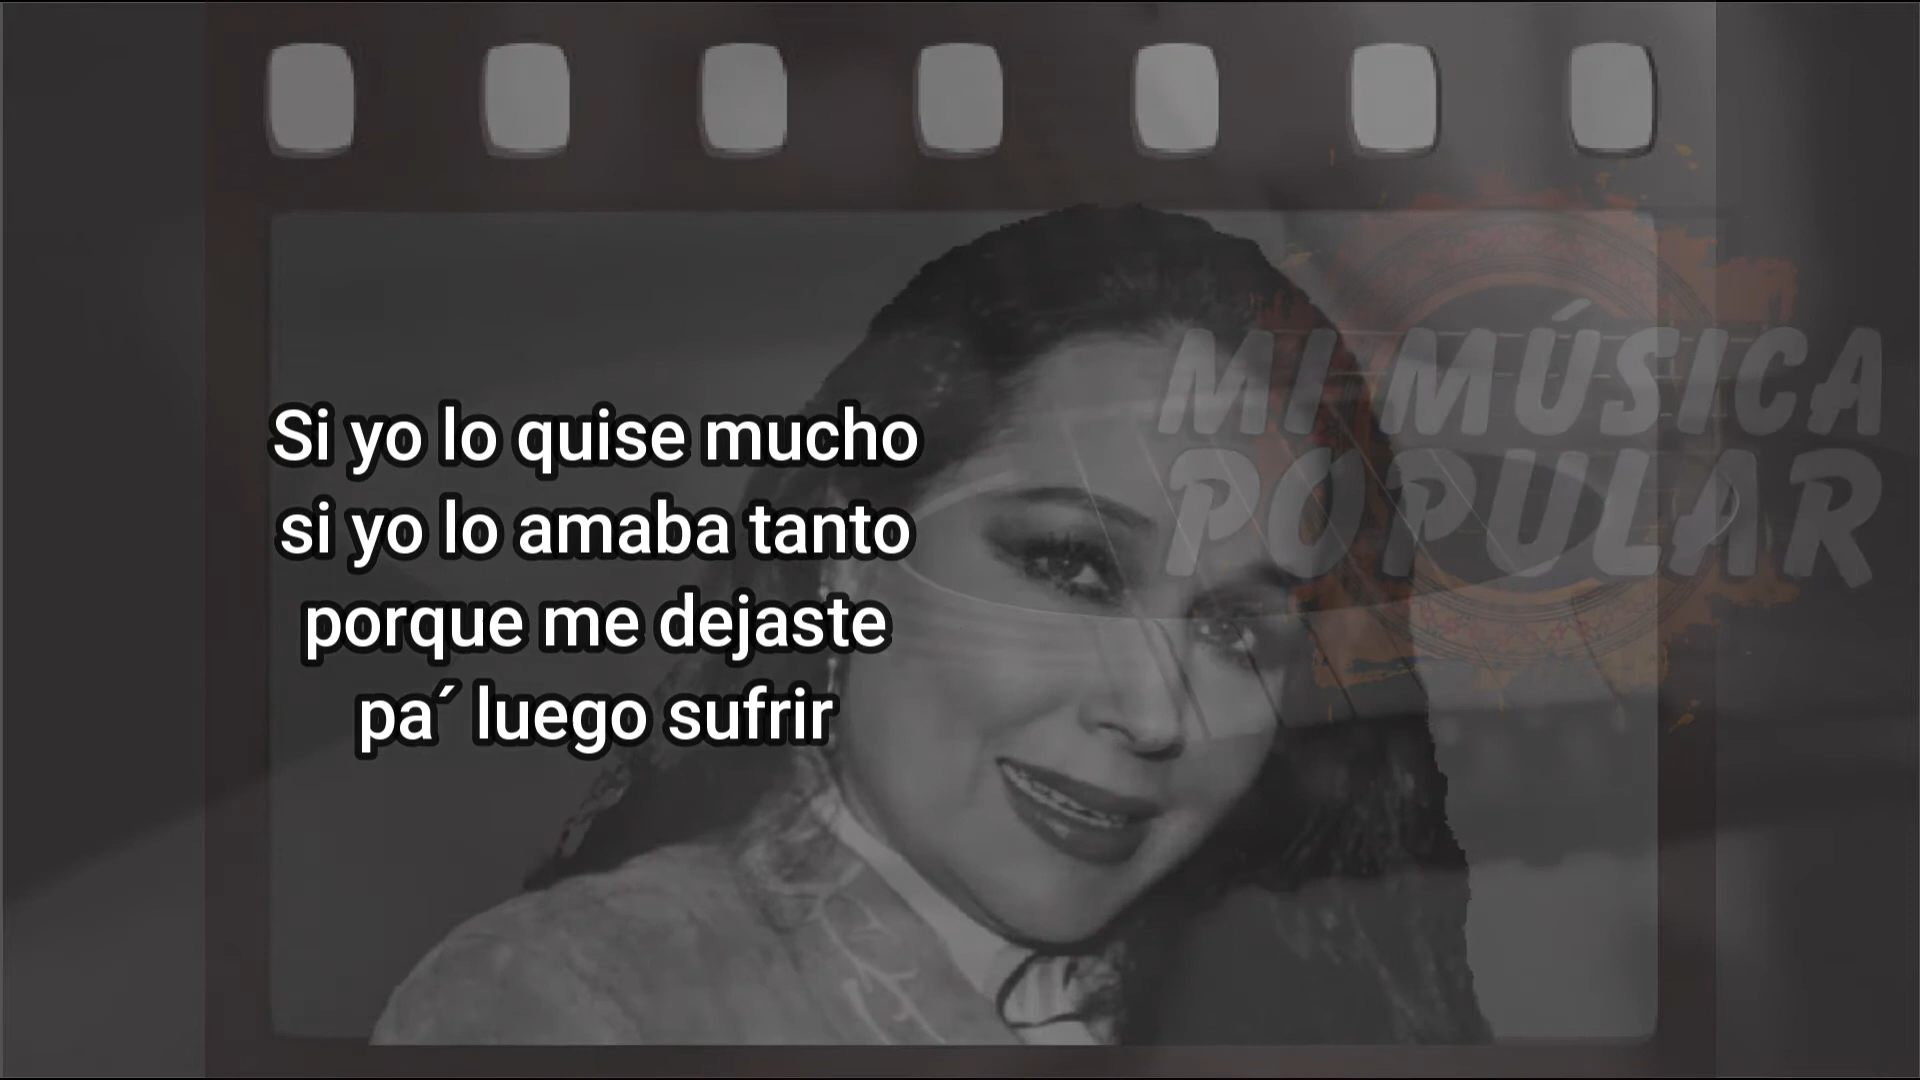 Si yo lo quise mucho
si yo lo amaba tanto
porque me dejaste
pa´ luego sufrir
MI MÚSICA
POPULAR